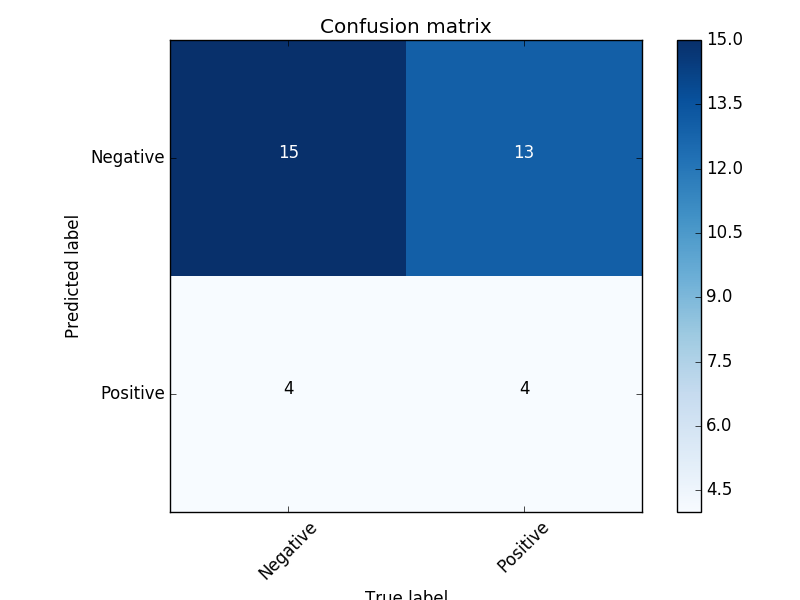 Confusion matrix
15.0
13.5
12.0
10.5
9.0
7.5
6.0
4.5
Negative
15
13
Predicted label
Positive
4
4
Negative
Positive
True label